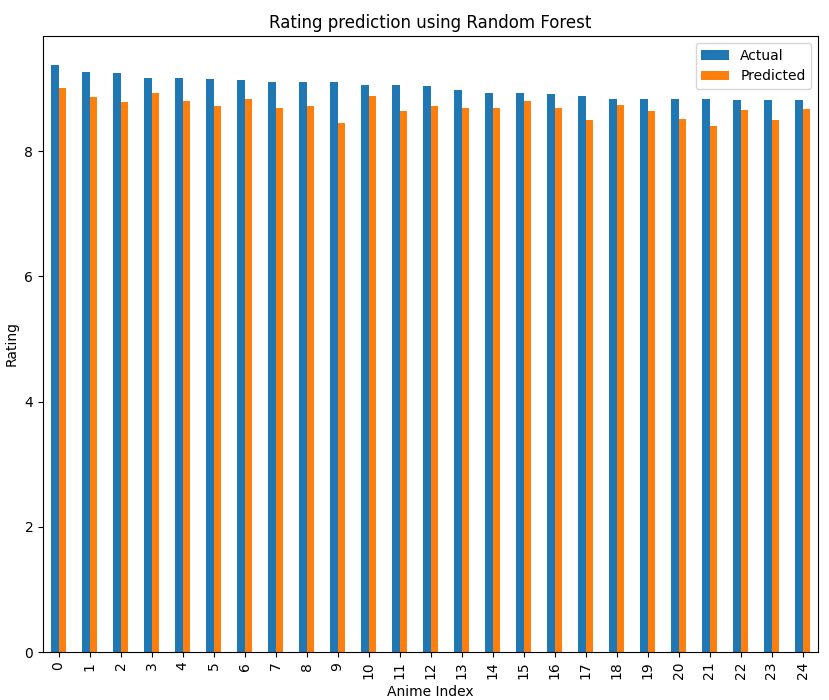 Rating prediction using Random Forest
Actual
Predicted
Rating
8
6
4
2
0
0 1 2 3 4 5 6 7 8 9 10 11 12 13 14 15 16 17 18 19 20 21 22 23 24
Anime Index